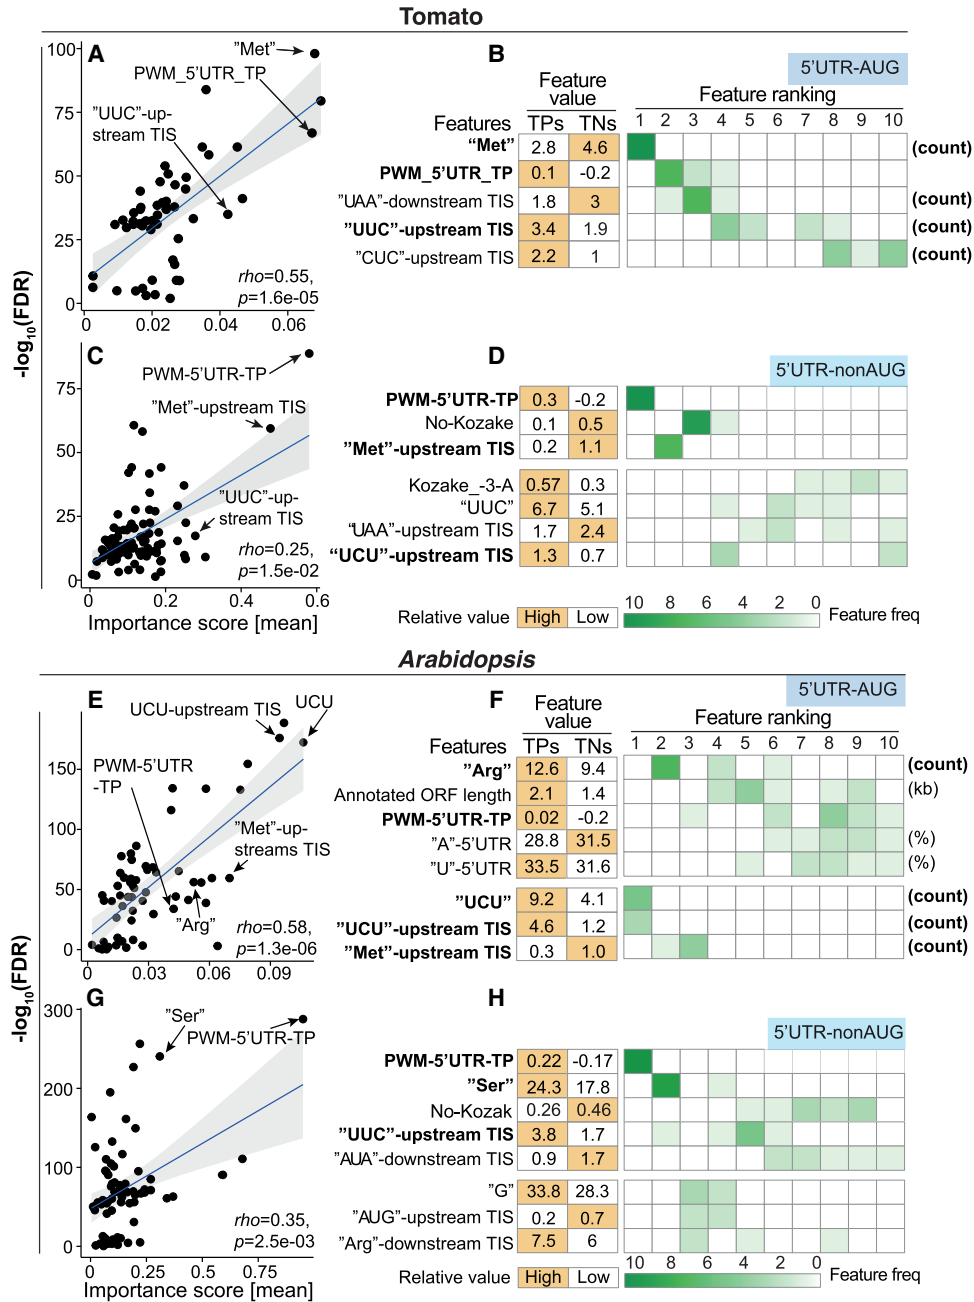 Tomato
A
100
75
50
25
0
0
0.02
0.04
0.06
”Met”
PWM_5’UTR_TP
”UUC”-up-
stream TIS
rho=0.55,
p=1.6e-05
-log10(FDR)
B
5’UTR-AUG
Feature
value
Feature ranking
Features TPs TNs 1 2 3 4 5 6 7 8 9 10
“Met” 2.8 4.6 (count)
PWM_5’UTR_TP 0.1 -0.2
”UAA”-downstream TIS 1.8 3 (count)
”UUC”-upstream TIS 3.4 1.9 (count)
”CUC”-upstream TIS 2.2 1 (count)
C
75
50
25
0
0
0.2
0.4
0.6
PWM-5’UTR-TP
”Met”-upstream TIS
”UUC”-up-
stream TIS
rho=0.25,
p=1.5e-02
Importance score [mean]
D
5’UTR-nonAUG
PWM-5’UTR-TP 0.3 -0.2
No-Kozake 0.1 0.5
”Met”-upstream TIS 0.2 1.1
Kozake_-3-A 0.57 0.3
“UUC” 6.7 5.1
“UAA”-upstream TIS 1.7 2.4
“UCU”-upstream TIS 1.3 0.7
Relative value High Low 10 8 6 4 2 0 Feature freq
Arabidopsis
E
150
100
50
0
0
0.03
0.06
0.09
UCU-upstream TIS
UCU
PWM-5’UTR
-TP
”Met”-up-
streams TIS
”Arg”
rho=0.58,
p=1.3e-06
-log10(FDR)
F
5’UTR-AUG
Feature
value
Feature ranking
Features TPs TNs 1 2 3 4 5 6 7 8 9 10
”Arg” 12.6 9.4 (count)
Annotated ORF length 2.1 1.4 (kb)
PWM-5’UTR-TP 0.02 -0.2
”A”-5’UTR 28.8 31.5 (%)
”U”-5’UTR 33.5 31.6 (%)
”UCU” 9.2 4.1 (count)
”UCU”-upstream TIS 4.6 1.2 (count)
”Met”-upstream TIS 0.3 1.0 (count)
G
300
200
100
0
0
0.25
0.5
0.75
”Ser”
PWM-5’UTR-TP
rho=0.35,
p=2.5e-03
Importance score [mean]
H
5’UTR-nonAUG
PWM-5’UTR-TP 0.22 -0.17
”Ser” 24.3 17.8
No-Kozak 0.26 0.46
”UUC”-upstream TIS 3.8 1.7
”AUA”-downstream TIS 0.9 1.7
”G” 33.8 28.3
”AUG”-upstream TIS 0.2 0.7
”Arg”-downstream TIS 7.5 6
Relative value High Low 10 8 6 4 2 0 Feature freq